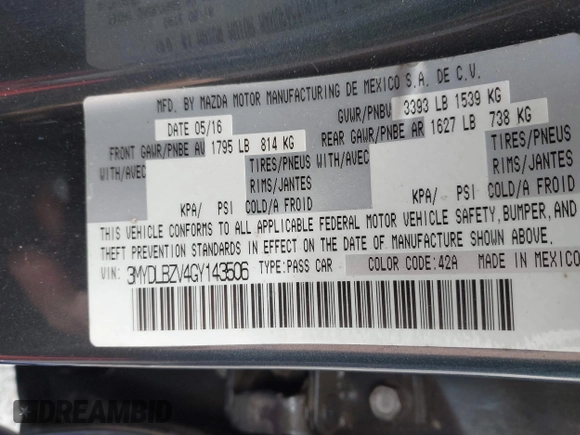 MFD. BY MAZDA MOTOR MANUFACTURING DE MEXICO S.A. DE C.V.
DATE 05/16 GVWR/PNBV 3393 LB 1539 KG
FRONT GAWR/PNBE AV 1795 LB 814 KG REAR GAWR/PNBE AR 1627 LB 738 KG
WITH/AVEC TIRES/PNEUS WITH/AVEC TIRES/PNEUS
RIMS/JANTES RIMS/JANTES
KPA/ PSI COLD/A FROID KPA/ PSI COLD/A FROID
THIS VEHICLE CONFORMS TO ALL APPLICABLE FEDERAL MOTOR VEHICLE SAFETY, BUMPER, AND
THEFT PREVENTION STANDARDS IN EFFECT ON THE DATE OF MANUFACTURE SHOWN ABOVE.
VIN: 3MYDLBZV4GY143506 TYPE: PASS CAR COLOR CODE: 42A MADE IN MEXICO
DREAMBID